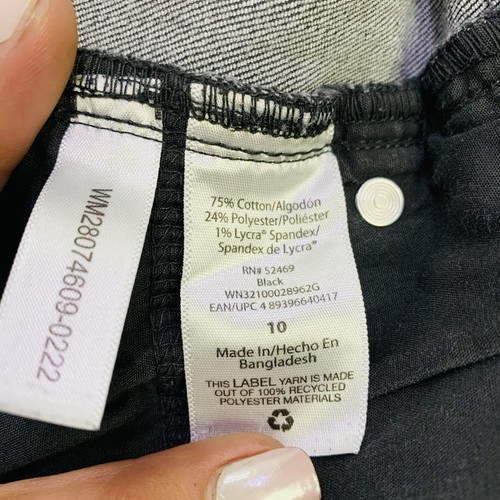 WM28074609-0222
75% Cotton/Algodón
24% Polyester/Poliéster
1% Lycra® Spandex/
Spandex de Lycra®
RN# 52469
Black
WN32100028962G
EAN/UPC 4 89396640417
10
Made In/Hecho En
Bangladesh
THIS LABEL YARN IS MADE
OUT OF 100% RECYCLED
POLYESTER MATERIALS